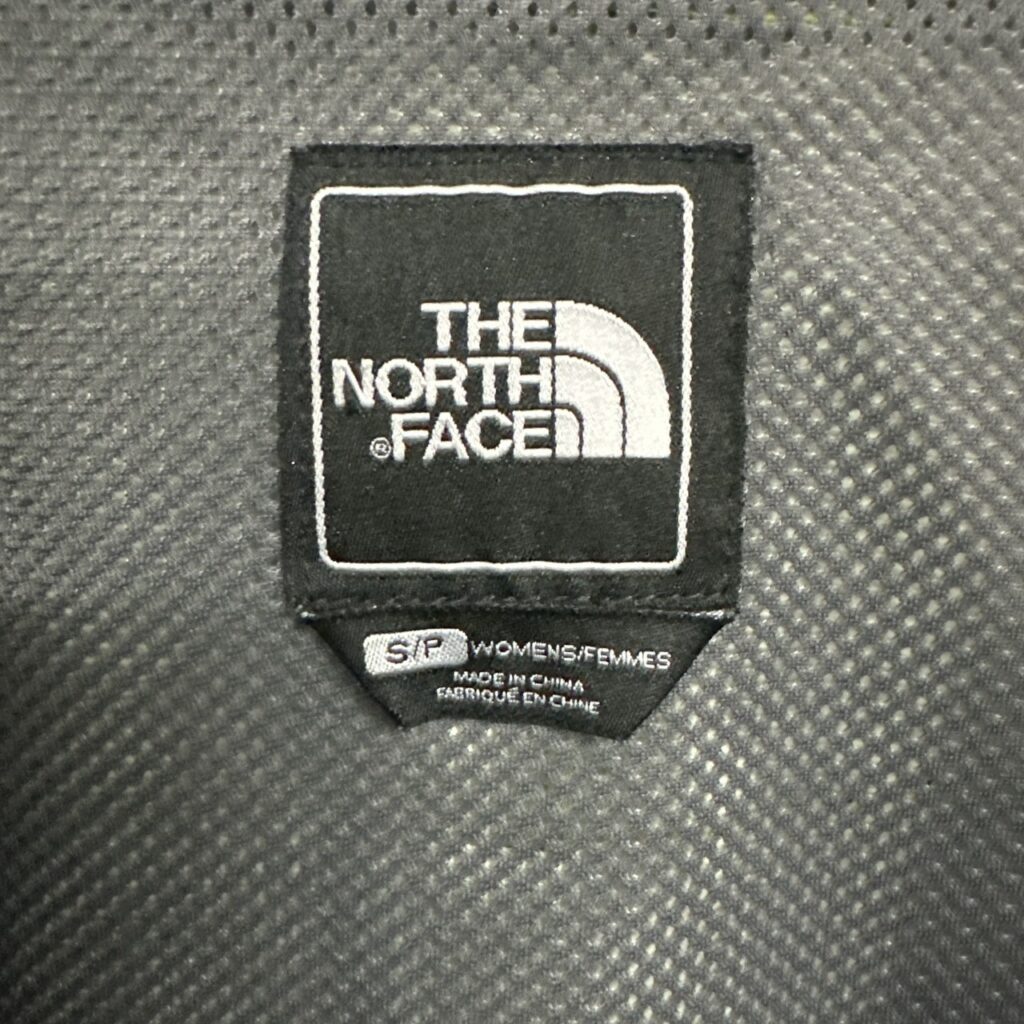 THE
NORTH
®FACE
S/P WOMENS/FEMMES
MADE IN CHINA
FABRIQUÉ EN CHINE